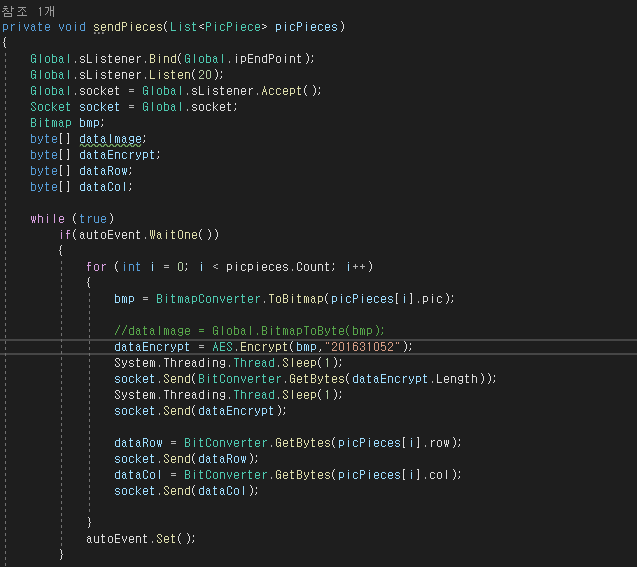 참조 1개
private void sendPieces(List<PicPiece> picPieces)
{
Global.sListener.Bind(Global.ipEndPoint);
Global.sListener.Listen(20);
Global.socket = Global.sListener.Accept();
Socket socket = Global.socket;
Bitmap bmp;
byte[] dataImage;
byte[] dataEncrypt;
byte[] dataRow;
byte[] dataCol;
while (true)
if(autoEvent.WaitOne())
{
for (int i = 0; i < picpieces.Count; i++)
{
bmp = BitmapConverter.ToBitmap(picPieces[i].pic);
//dataImage = Global.BitmapToByte(bmp);
dataEncrypt = AES.Encrypt(bmp,"201631052");
System.Threading.Thread.Sleep(1);
socket.Send(BitConverter.GetBytes(dataEncrypt.Length));
System.Threading.Thread.Sleep(1);
socket.Send(dataEncrypt);
dataRow = BitConverter.GetBytes(picPieces[i].row);
socket.Send(dataRow);
dataCol = BitConverter.GetBytes(picPieces[i].col);
socket.Send(dataCol);
}
autoEvent.Set();
}